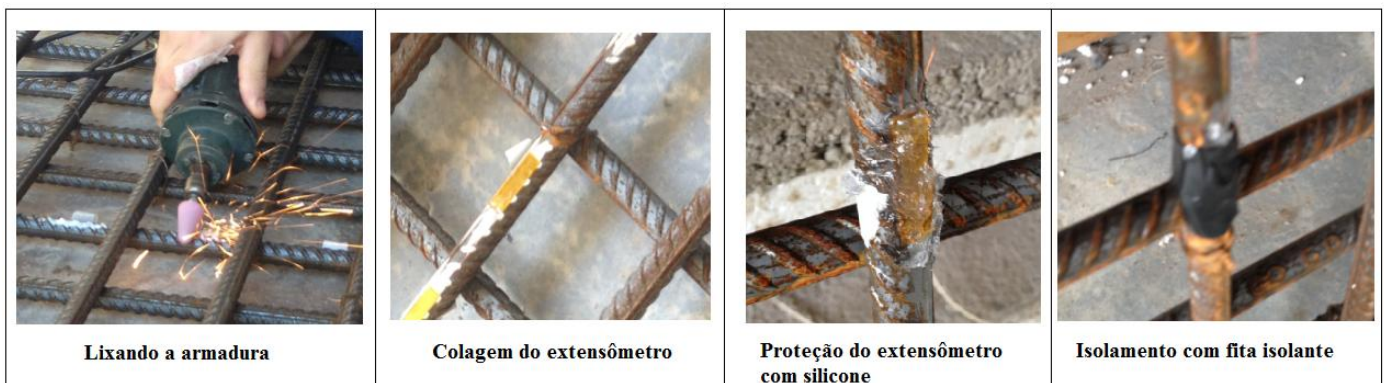 Lixando a armadura
Colagem do extensômetro
Proteção do extensômetro
com silicone
Isolamento com fita isolante